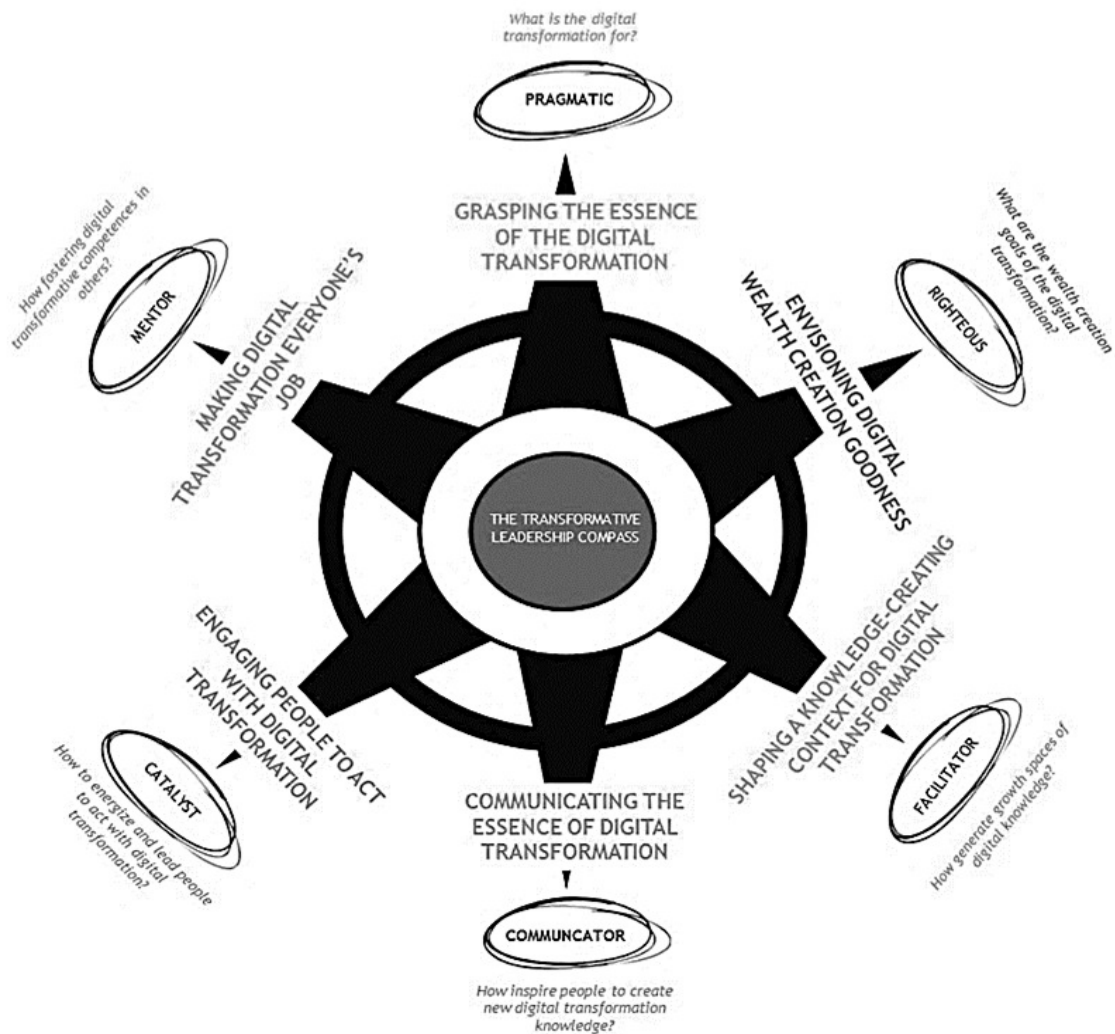 What is the digital
transformation for?
PRAGMATIC
GRASPING THE ESSENCE
OF THE DIGITAL
TRANSFORMATION
What are the wealth creation
goals of the digital
transformation?
RIGHTEOUS
ENVISIONING DIGITAL
WEALTH CREATION GOODNESS
SHAPING A KNOWLEDGE-CREATING
CONTEXT FOR DIGITAL
TRANSFORMATION
FACILITATOR
How generate growth spaces of
digital knowledge?
COMMUNICATING THE
ESSENCE OF DIGITAL
TRANSFORMATION
COMMUNCATOR
How inspire people to create
new digital transformation
knowledge?
ENGAGING PEOPLE TO ACT
WITH DIGITAL
TRANSFORMATION
CATALYST
How to energize and lead people
to act with digital
transformation?
How fostering digital
transformative competences in
others?
MENTOR
MAKING DIGITAL
TRANSFORMATION EVERYONE'S
JOB
THE TRANSFORMATIVE
LEADERSHIP COMPASS